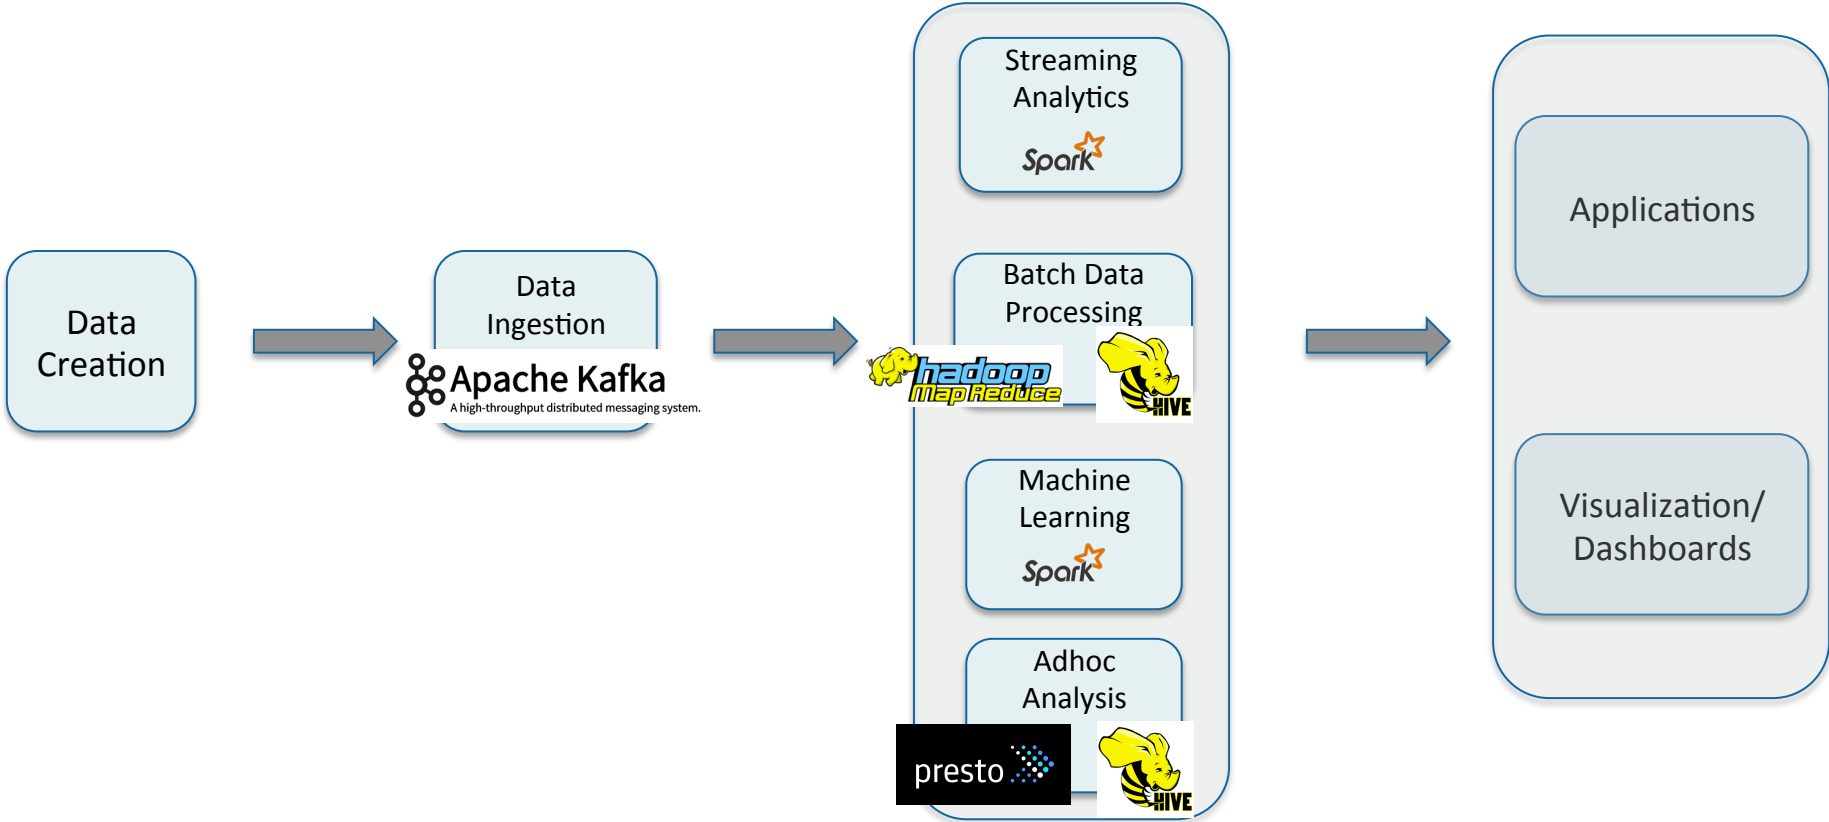 Data
Creation
Data
Ingestion
Apache Kafka
A high-throughput distributed messaging system.
Streaming
Analytics
Spark
Batch Data
Processing
hadoop
Map Reduce
HIVE
Machine
Learning
Spark
Adhoc
Analysis
presto
HIVE
Applications
Visualization/
Dashboards